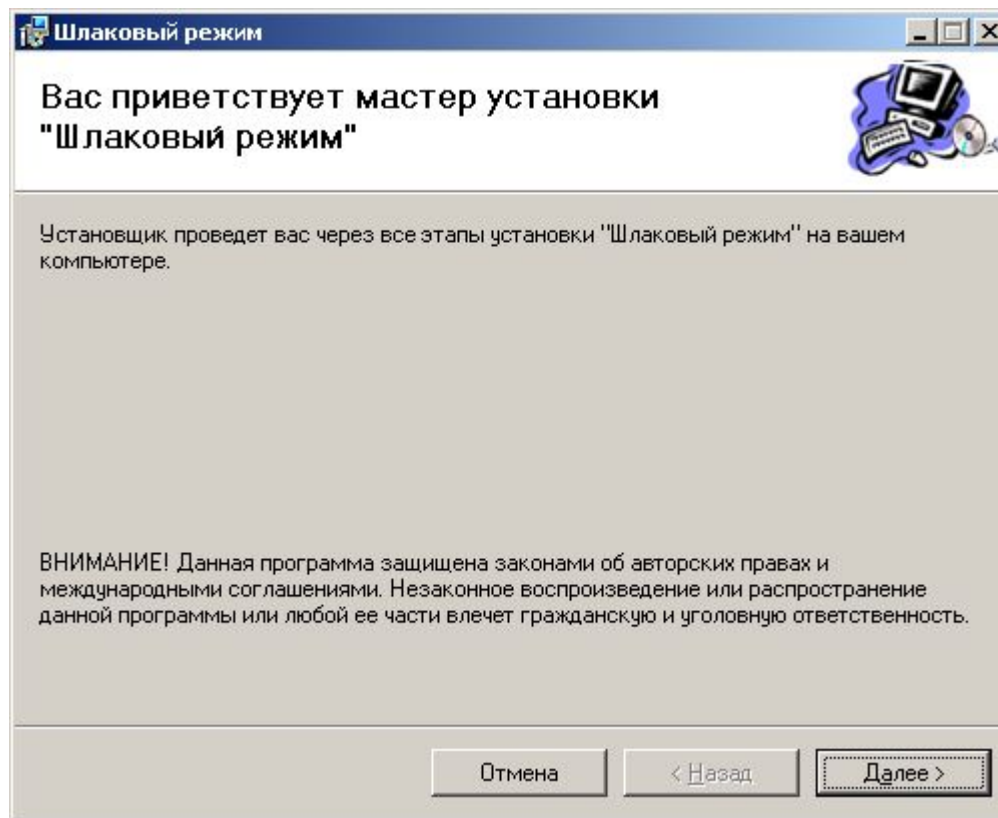 Шлаковый режим
Вас приветствует мастер установки
"Шлаковый режим"
Установщик проведет вас через все этапы установки "Шлаковый режим" на вашем
компьютере.
ВНИМАНИЕ! Данная программа защищена законами об авторских правах и
международными соглашениями. Незаконное воспроизведение или распространение
данной программы или любой ее части влечет гражданскую и уголовную ответственность.
Отмена
< Назад
Далее >